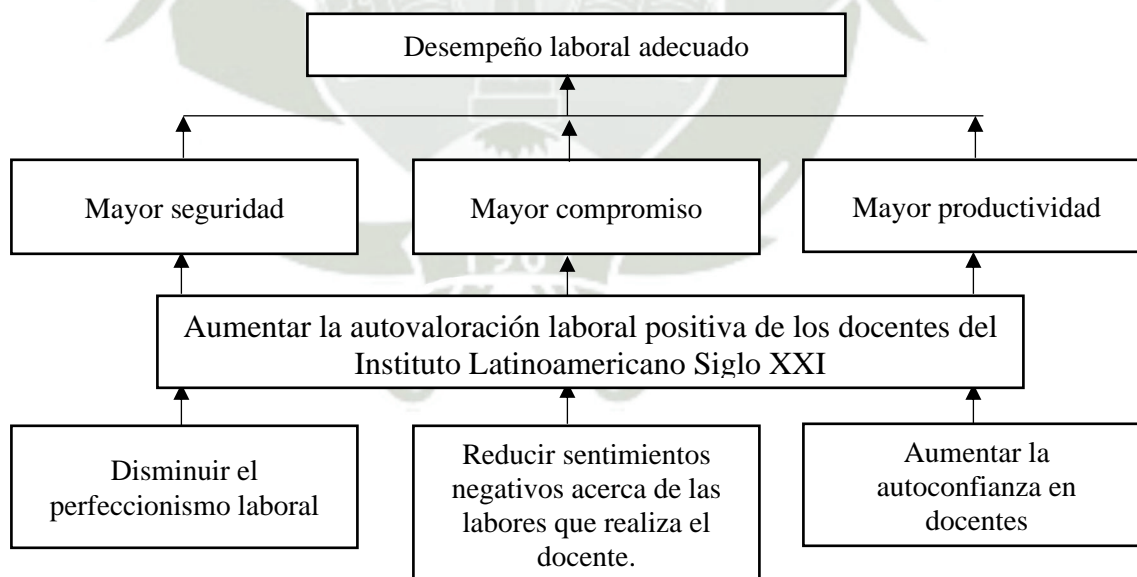 Desempeño laboral adecuado
Mayor seguridad
Mayor compromiso
Mayor productividad
Aumentar la autovaloración laboral positiva de los docentes del
Instituto Latinoamericano Siglo XXI
Disminuir el
perfeccionismo laboral
Reducir sentimientos
negativos acerca de las
labores que realiza el
docente.
Aumentar la
autoconfianza en
docentes